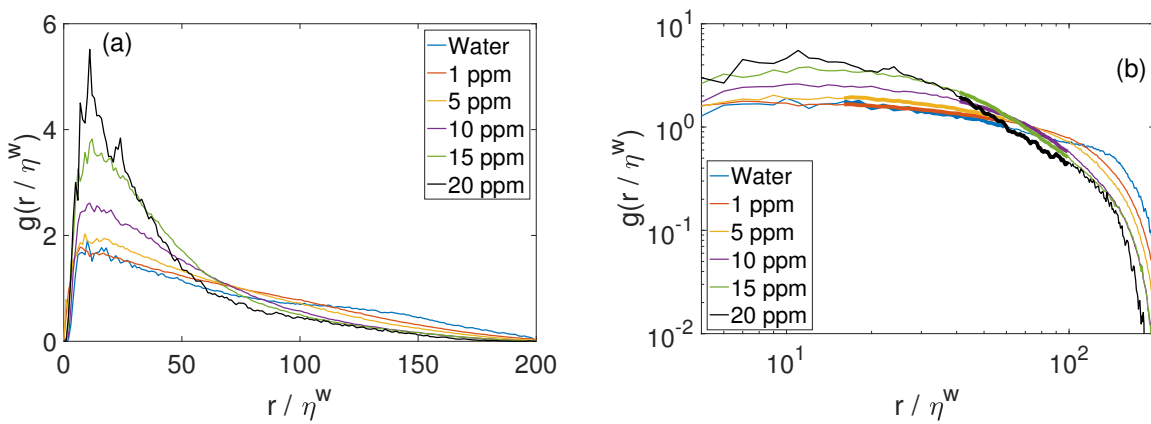 (a)
6
4
2
0
g(r / η^w)
0
50
100
150
200
r / η^w
Water
1 ppm
5 ppm
10 ppm
15 ppm
20 ppm
(b)
10^1
10^0
10^-1
10^-2
g(r / η^w)
10^1
10^2
r / η^w
Water
1 ppm
5 ppm
10 ppm
15 ppm
20 ppm